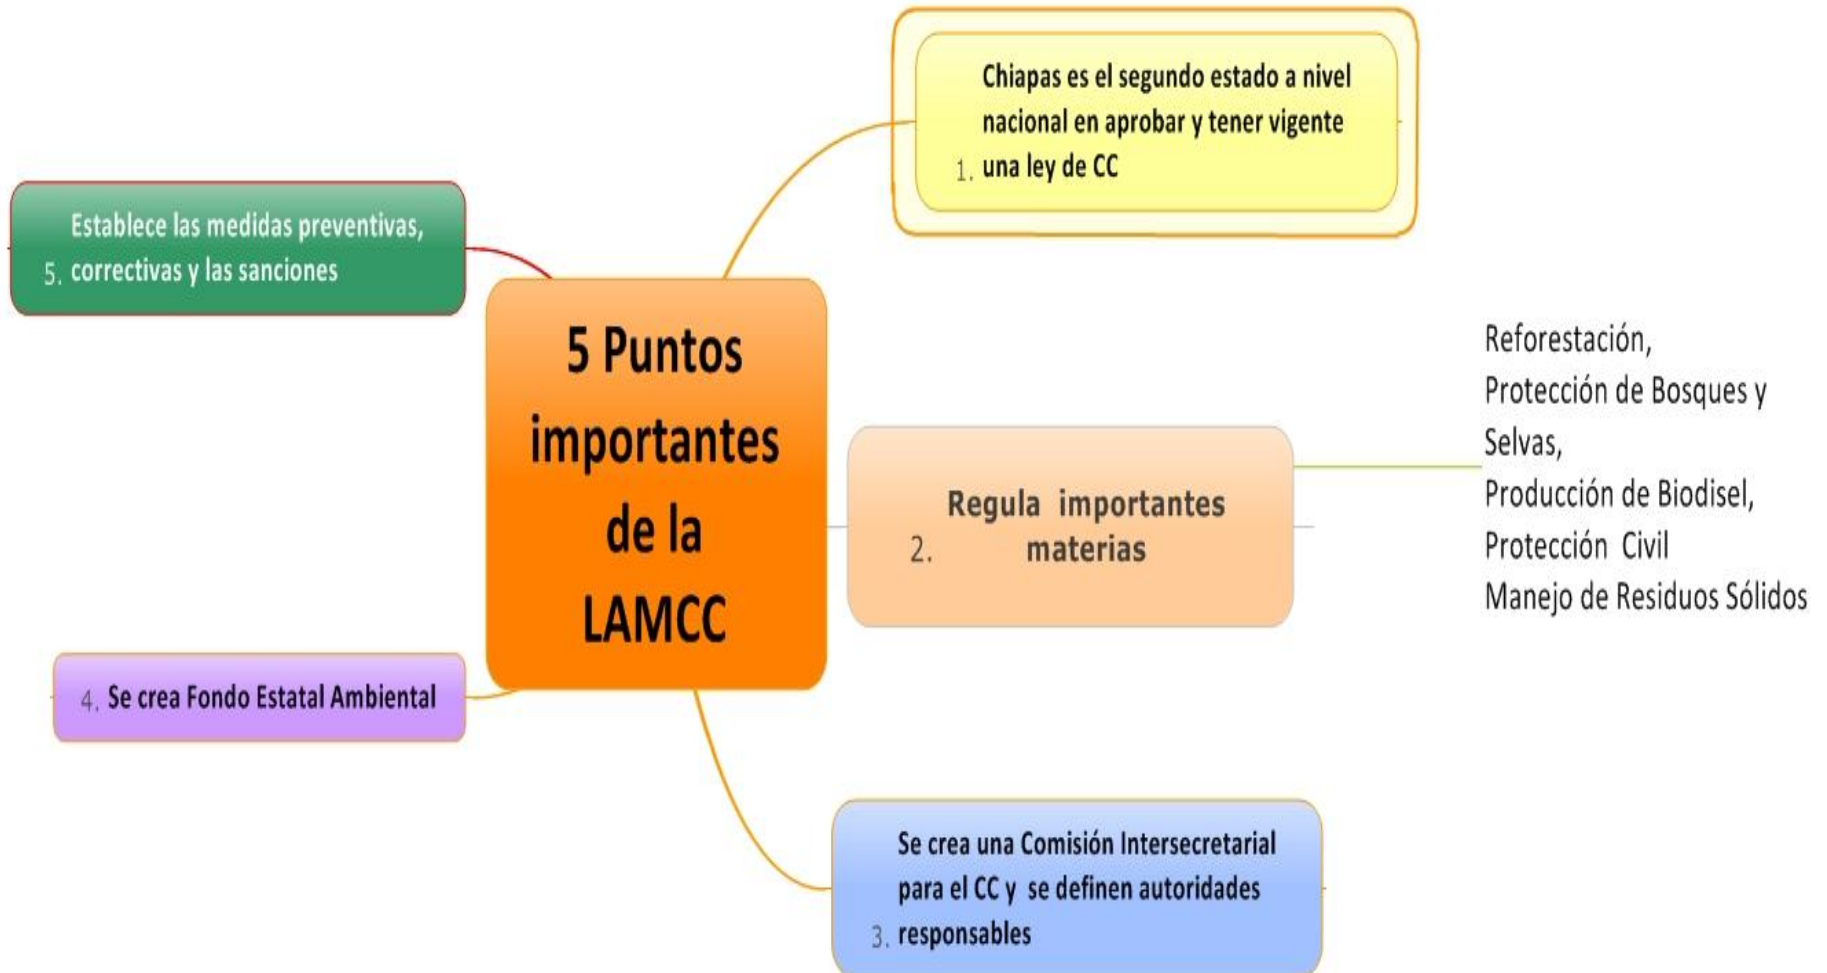 5 Puntos
importantes
de la
LAMCC
Chiapas es el segundo estado a nivel
nacional en aprobar y tener vigente
1. una ley de CC
Regula importantes
2. materias
Reforestación,
Protección de Bosques y
Selvas,
Producción de Biodisel,
Protección Civil
Manejo de Residuos Sólidos
Se crea una Comisión Intersecretarial
para el CC y se definen autoridades
3. responsables
4. Se crea Fondo Estatal Ambiental
Establece las medidas preventivas,
5. correctivas y las sanciones